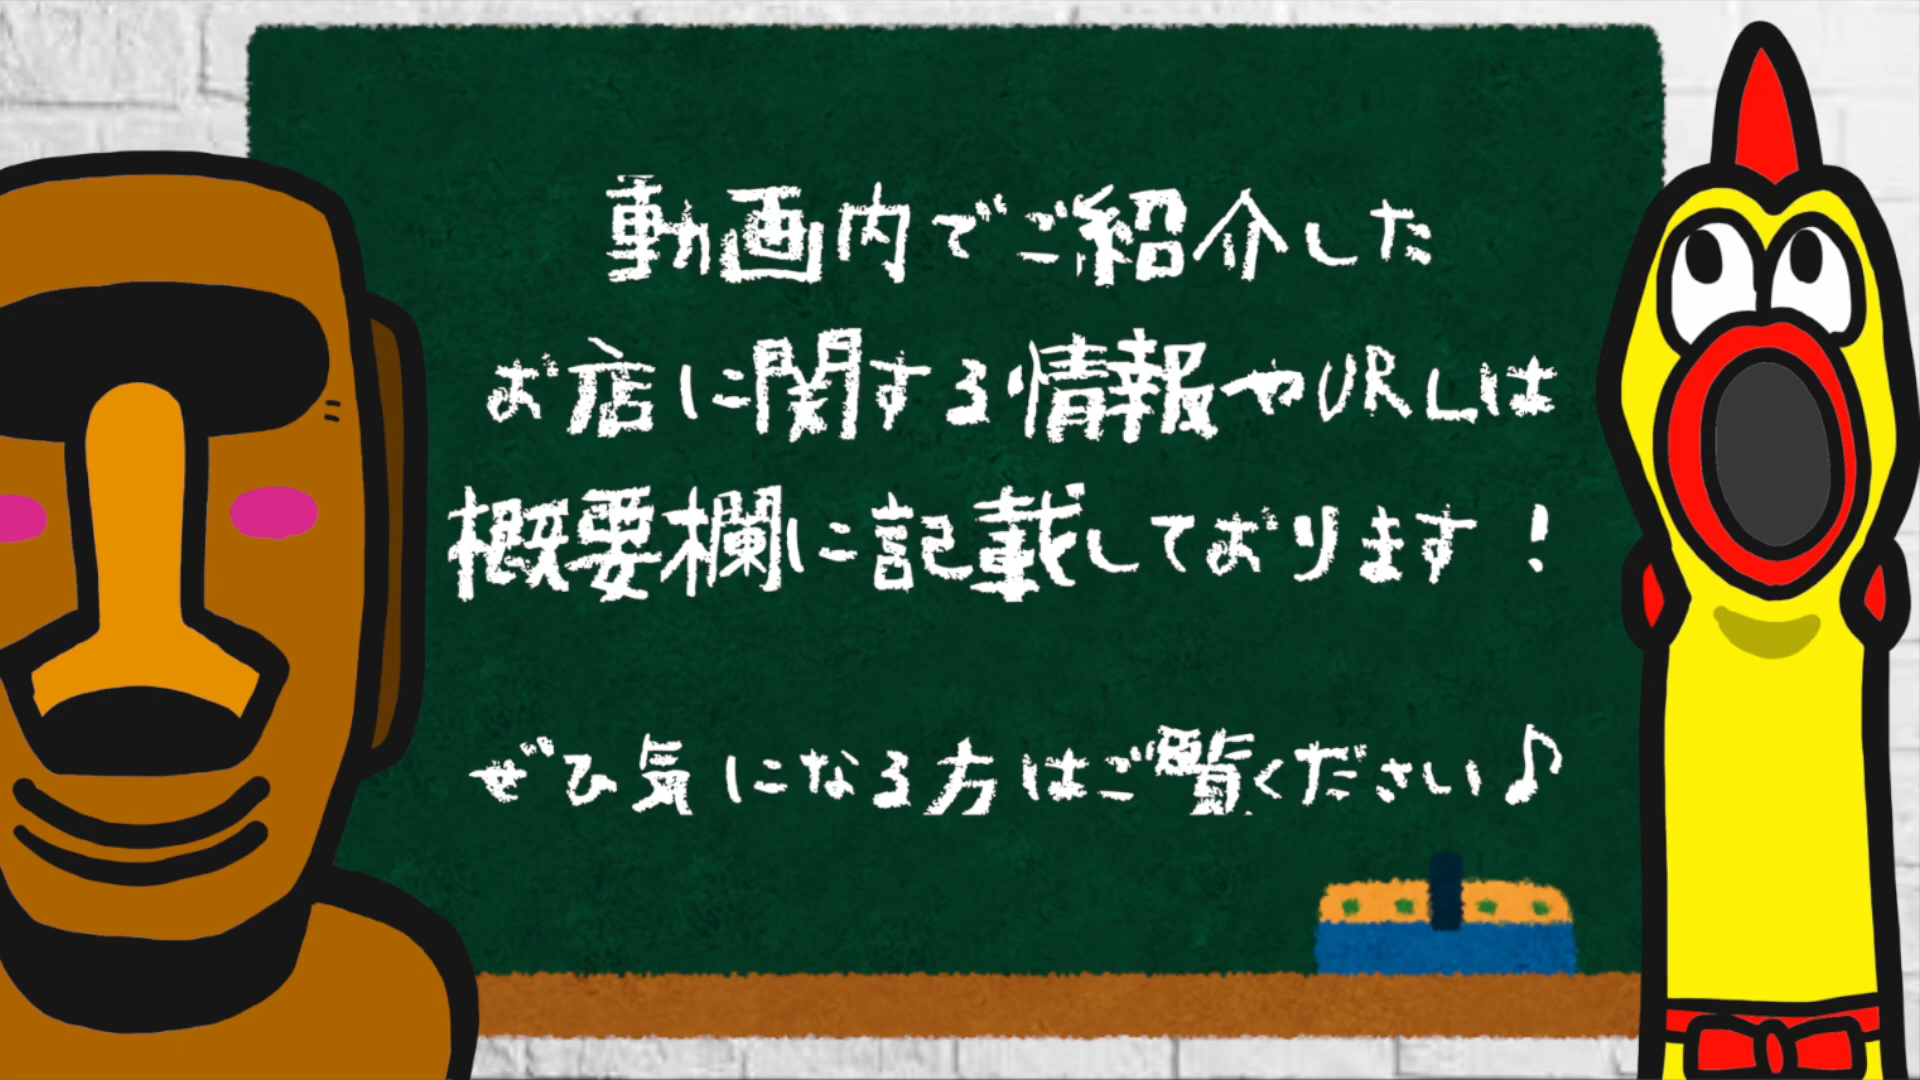 動画内でご紹介した
お店に関する情報やURLは
概要欄に記載しております！
ぜひ気になる方はご覧ください♪